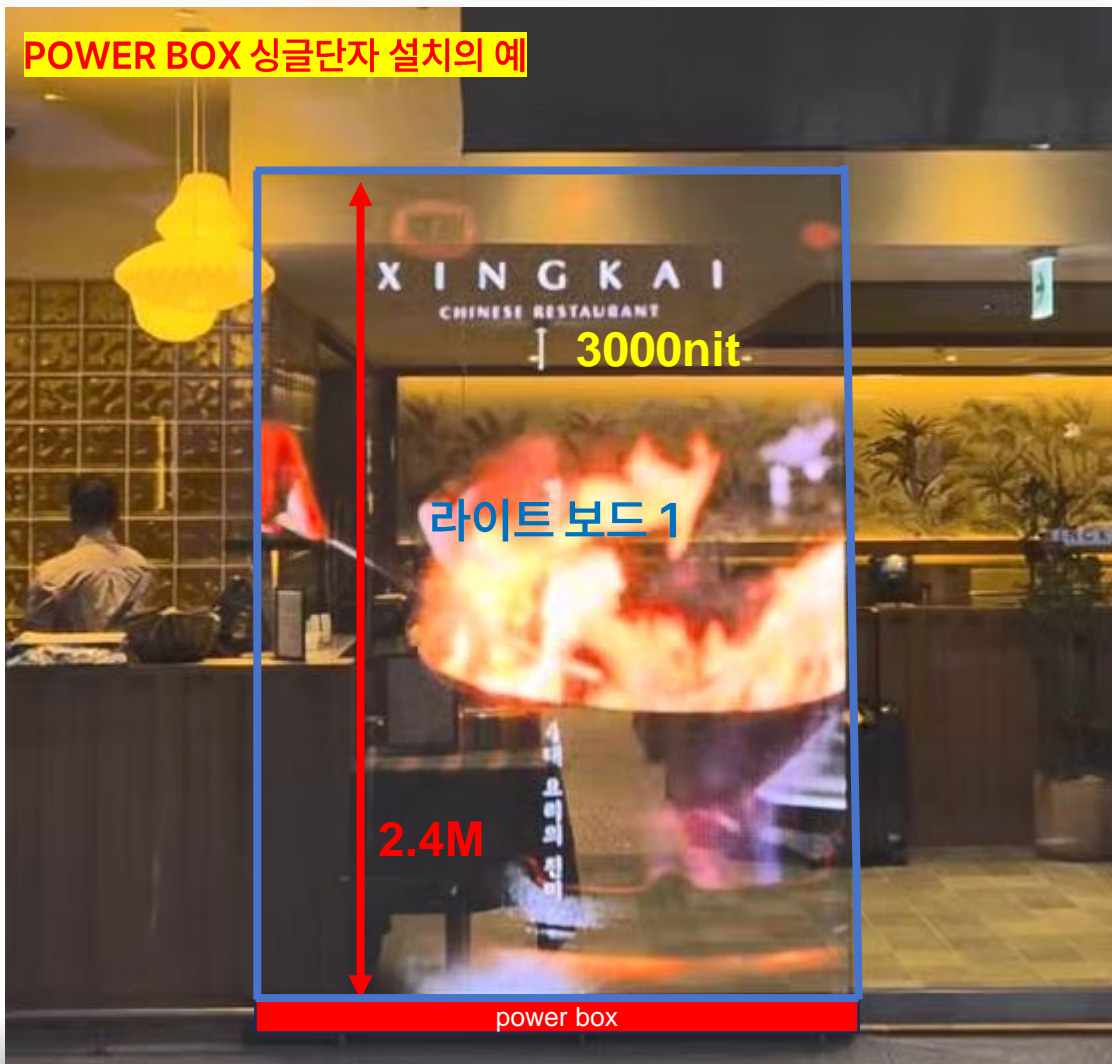 POWER BOX 싱글단자 설치의 예
XINGKAI
CHINESE RESTAURANT
3000nit
라이트 보드 1
2.4M
power box